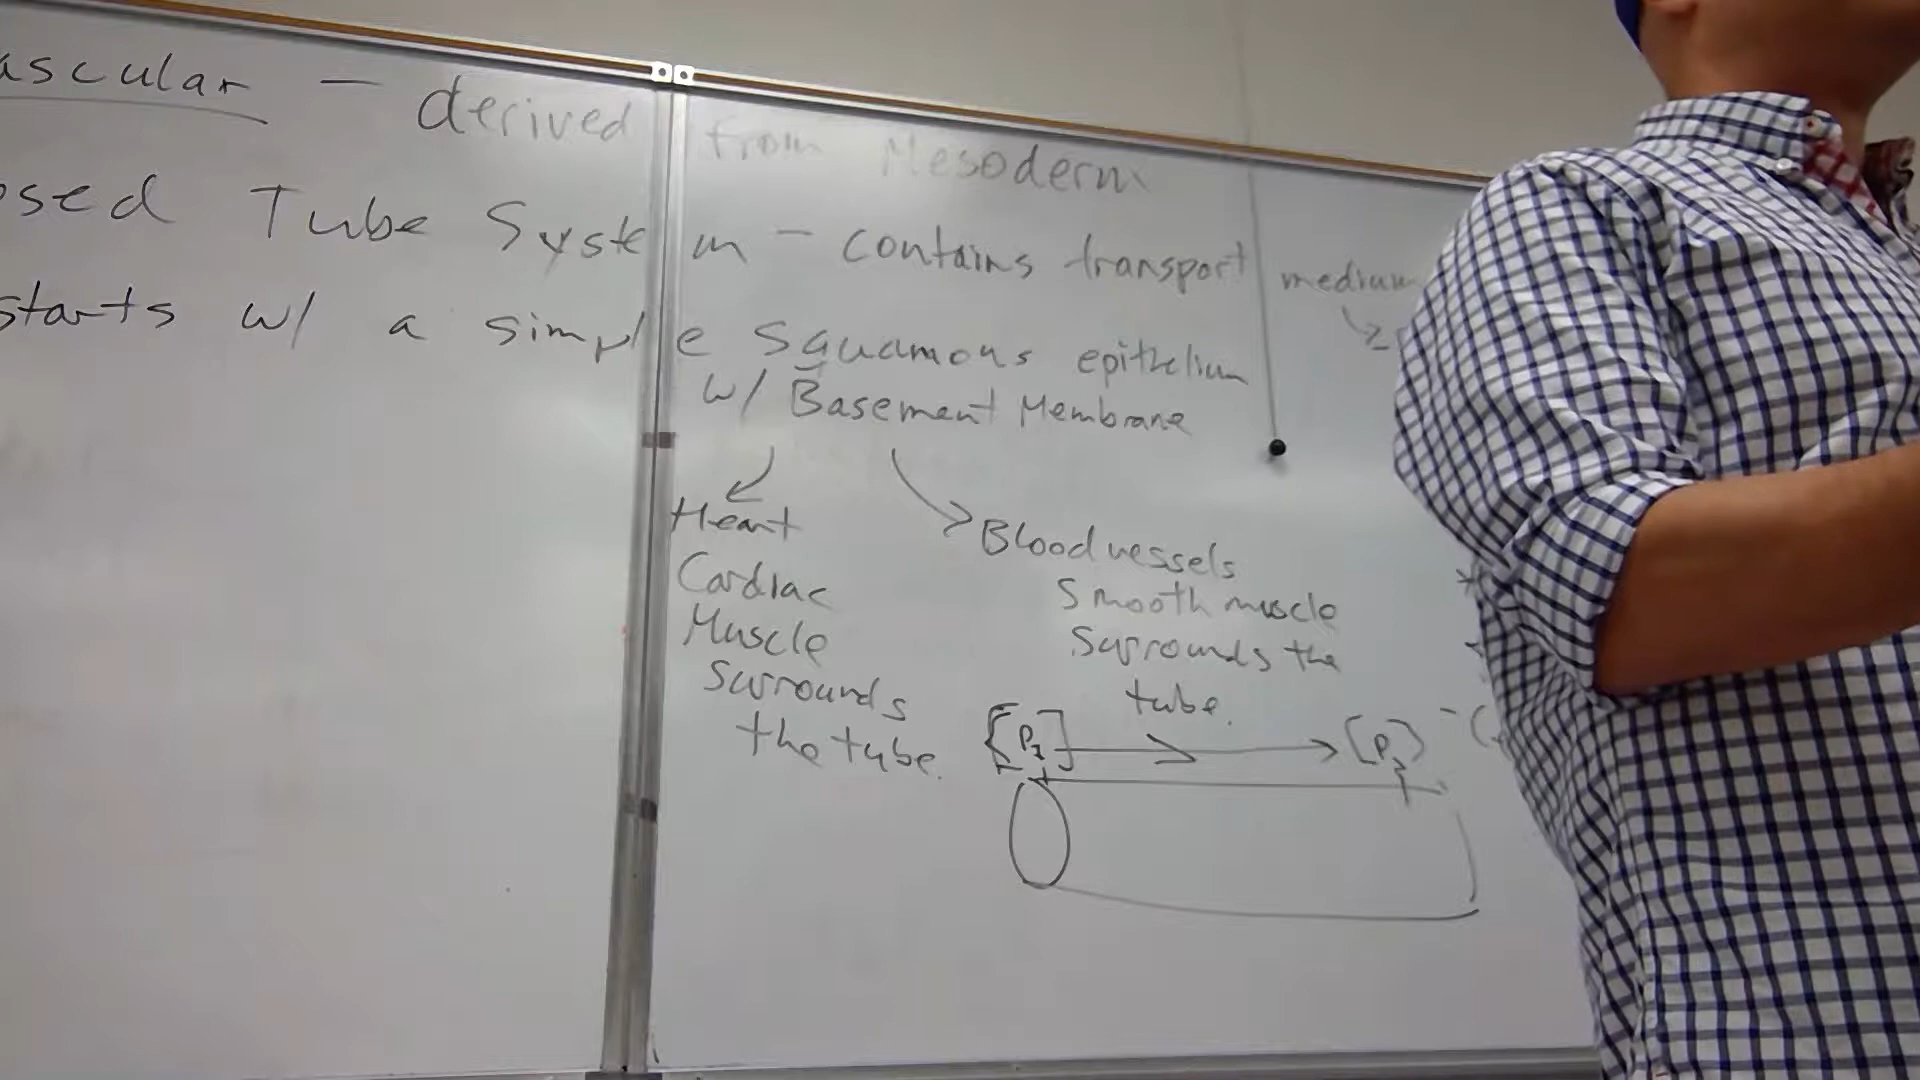 ascular - derived from Mesoderm
osed Tube System - contains transport medium
starts w/ a simple squamous epithelium
w/ Basement Membrane
Heart
Cardiac
Muscle
surrounds
the tube.
Blood vessels
Smooth muscle
surrounds the
tube.